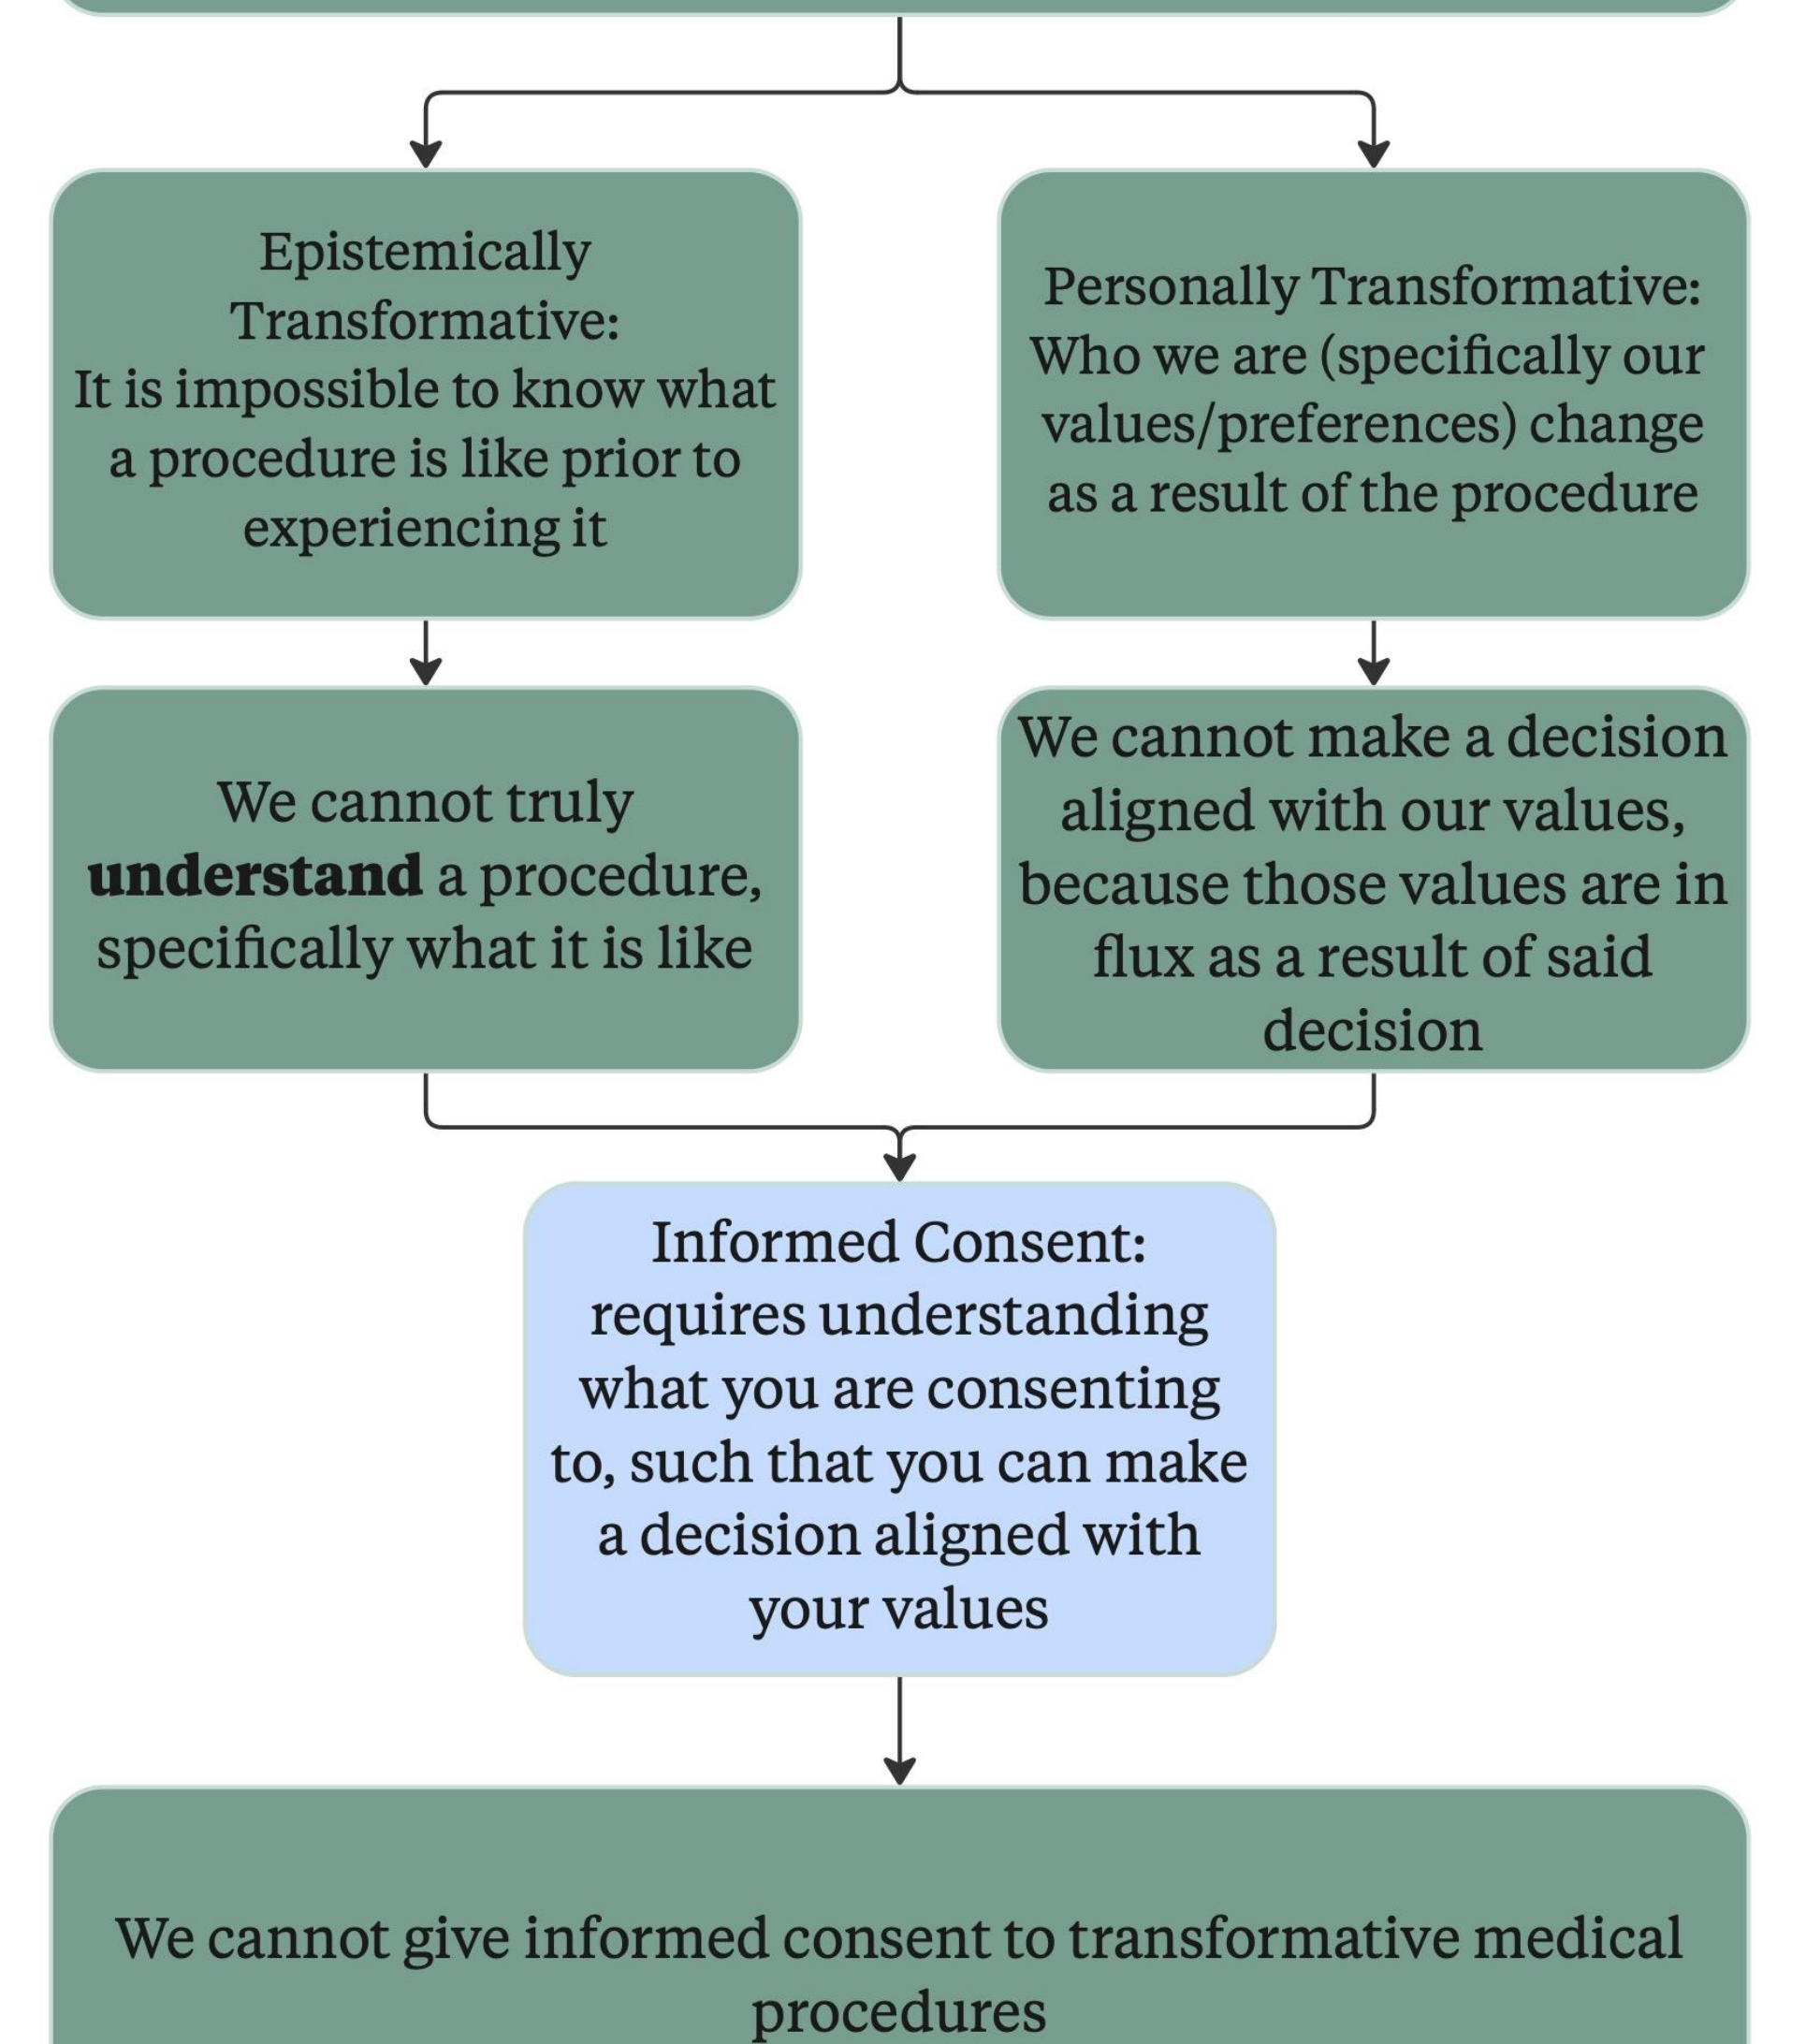 Epistemically
Transformative:
It is impossible to know what
a procedure is like prior to
experiencing it
Personally Transformative:
Who we are (specifically our
values/preferences) change
as a result of the procedure
We cannot truly
understand a procedure,
specifically what it is like
We cannot make a decision
aligned with our values,
because those values are in
flux as a result of said
decision
Informed Consent:
requires understanding
what you are consenting
to, such that you can make
a decision aligned with
your values
We cannot give informed consent to transformative medical
procedures